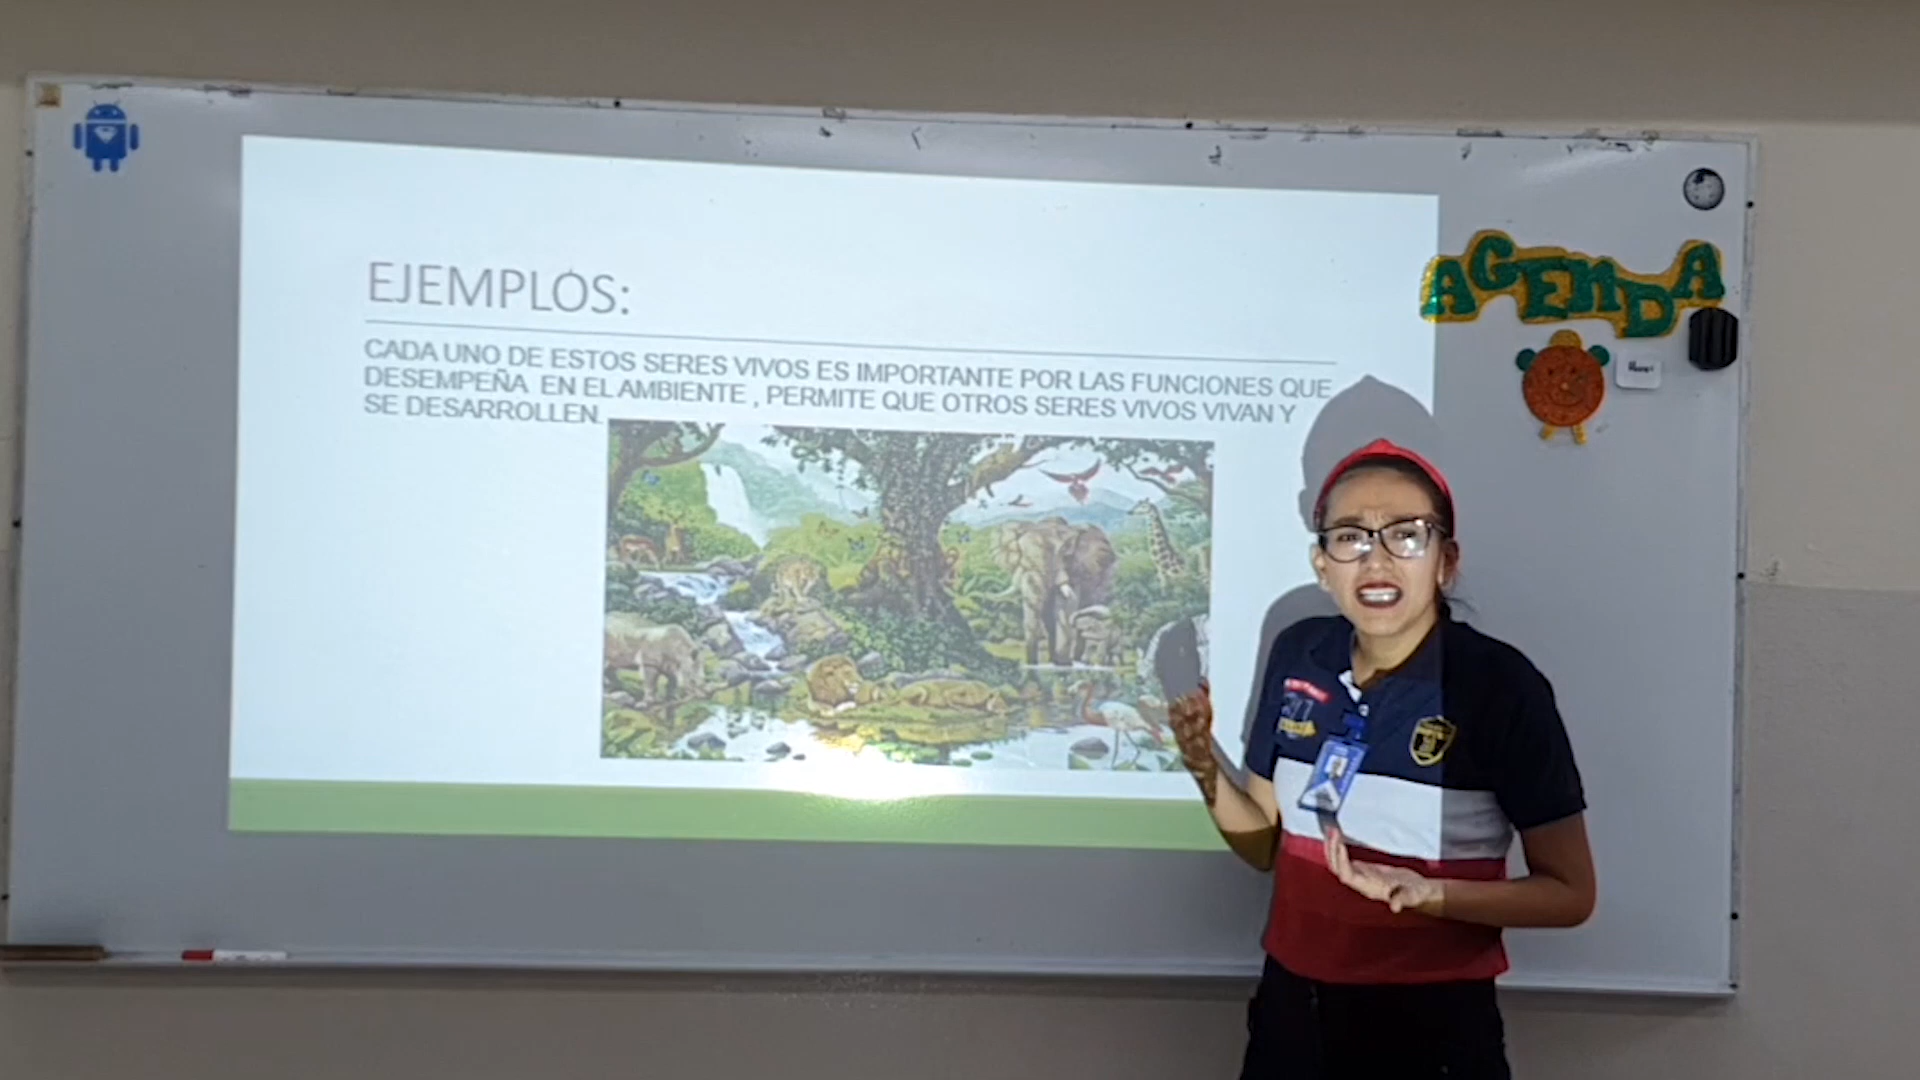 EJEMPLOS:
CADA UNO DE ESTOS SERES VIVOS ES IMPORTANTE POR LAS FUNCIONES QUE
DESEMPEÑA EN EL AMBIENTE , PERMITE QUE OTROS SERES VIVOS VIVAN Y
SE DESARROLLEN.
AGENDA